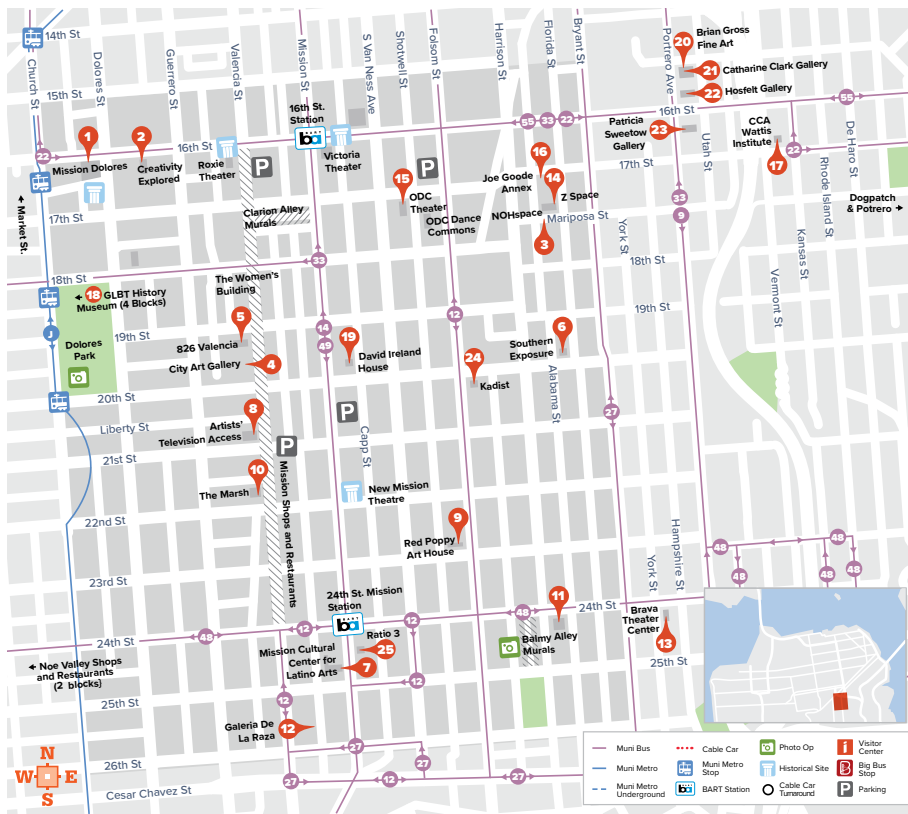 14th St
Church St
Dolores St
Guerrero St
Valencia St
Mission St
S Van Ness Ave
Shotwell St
Folsom St
Harrison St
Florida St
Bryant St
Portrero Ave
20
Brian Gross
Fine Art
21
Catharine Clark Gallery
22
Hosfelt Gallery
15th St
16th St.
Station
ba
16th St
55
55
33
22
1
2
22
Mission Dolores
Creativity
Explored
16th St
Roxie
Theater
P
Victoria
Theater
P
Patricia
Sweetow
Gallery
23
Utah St
CCA
Wattis
Institute
17
22
De Haro St
Rhode Island St
17th St
16
Joe Goode
Annex
14
Z Space
15
ODC
Theater
ODC Dance
Commons
NOHspace
Mariposa St
3
Market St.
17th St
Clarion Alley
Murals
33
9
Dogpatch
& Potrero
York St
Kansas St
Vermont St
18th St
18th St
33
The Women's
Building
18
GLBT History
Museum (4 Blocks)
19th St
J
Dolores
Park
19th St
5
826 Valencia
City Art Gallery
4
14
49
19
David Ireland
House
12
24
Kadist
Southern
Exposure
6
Alabama St
20th St
Liberty St
8
Artists'
Television Access
P
P
Capp St
27
21st St
10
The Marsh
Mission Shops and Restaurants
New Mission
Theatre
22nd St
9
Red Poppy
Art House
Hampshire St
York St
48
48
48
48
48
23rd St
24th St. Mission
Station
ba
11
24th St
48
12
12
48
24th St
Balmy Alley
Murals
Brava
Theater
Center
13
25th St
Ratio 3
25
Mission Cultural
Center for
Latino Arts
7
12
Noe Valley Shops
and Restaurants
(2 blocks)
25th St
12
Galeria De
La Raza
12
27
27
26th St
Cesar Chavez St
27
12
27
N
W
E
S
Muni Bus
Muni Metro
Muni Metro
Underground
Cable Car
Muni Metro
Stop
ba
BART Station
Photo Op
Historical Site
Cable Car
Turnaround
i
Visitor
Center
B
Big Bus
Stop
P
Parking